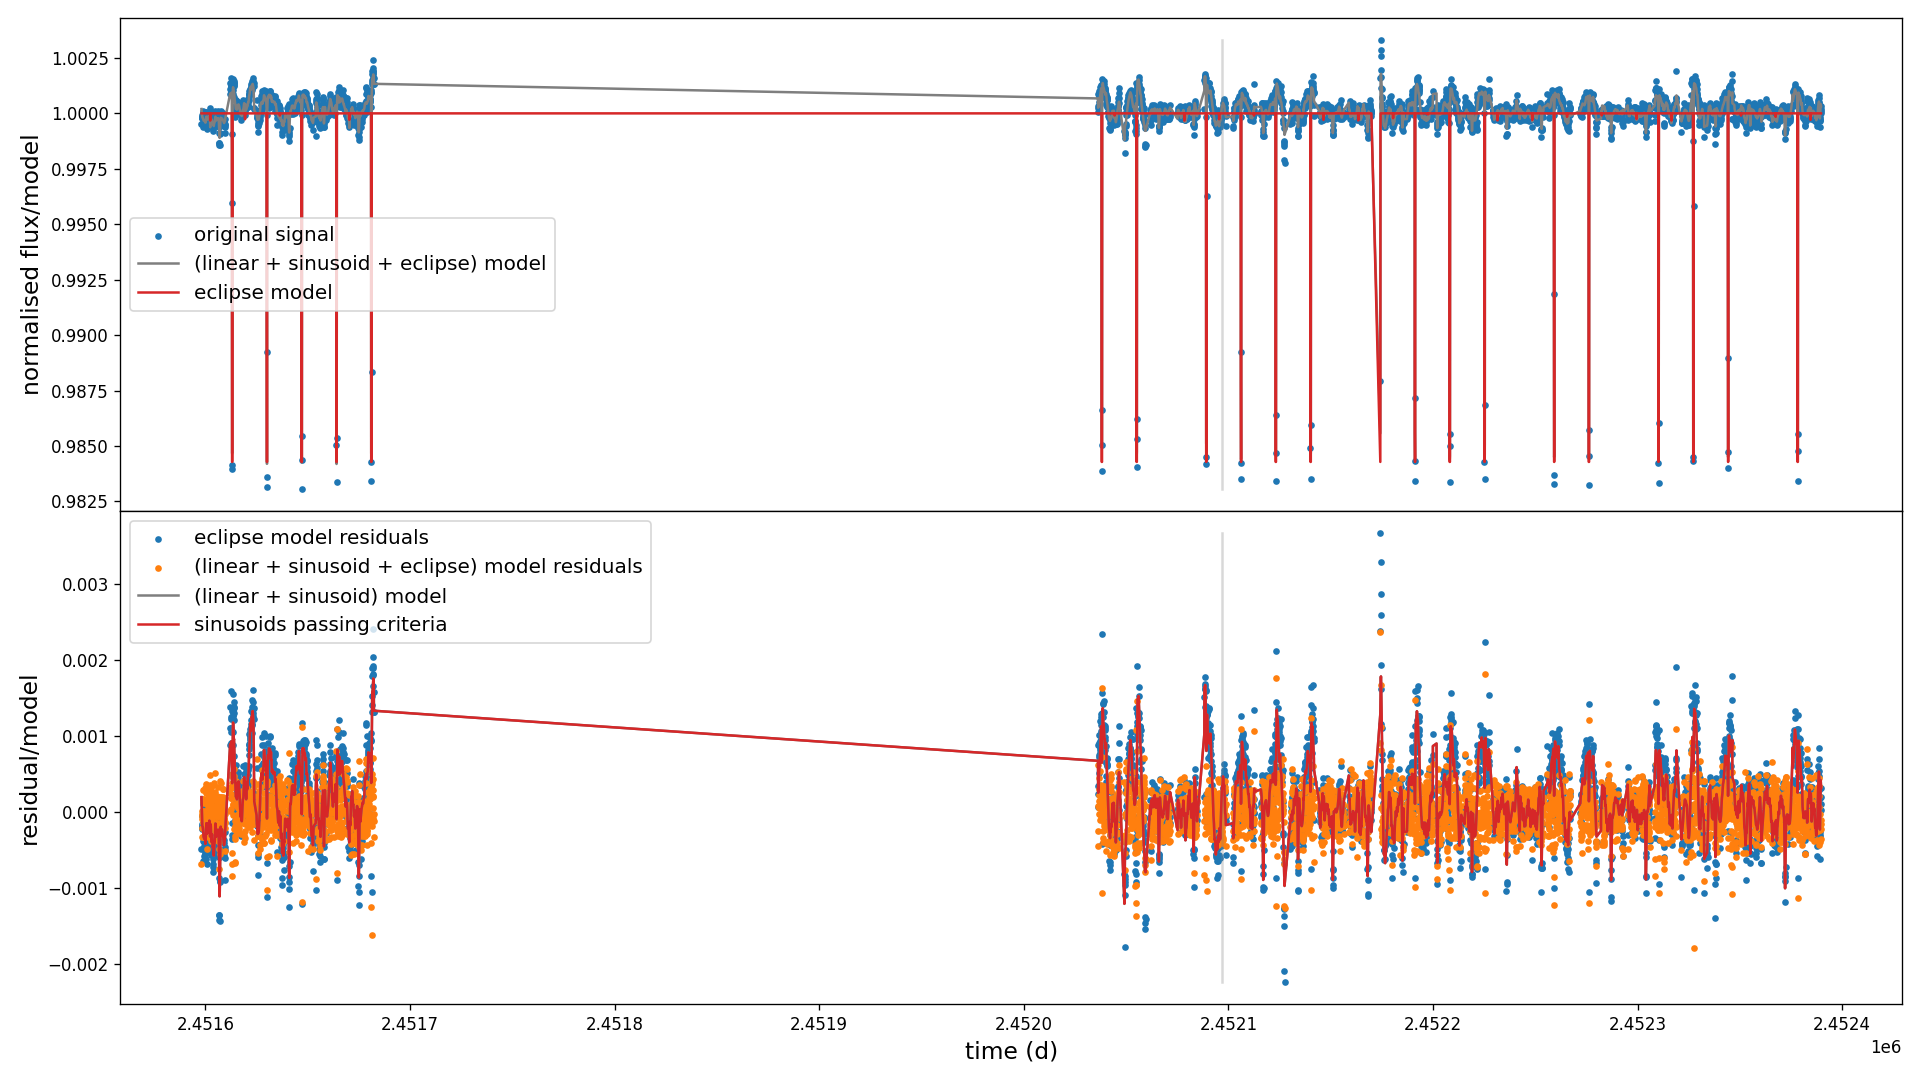 normalised flux/model
1.0025
1.0000
0.9975
0.9950
0.9925
0.9900
0.9875
0.9850
0.9825
original signal
(linear + sinusoid + eclipse) model
eclipse model
residual/model
0.003
0.002
0.001
0.000
−0.001
−0.002
eclipse model residuals
(linear + sinusoid + eclipse) model residuals
(linear + sinusoid) model
sinusoids passing criteria
2.4516 2.4517 2.4518 2.4519 2.4520 2.4521 2.4522 2.4523 2.4524
1e6
time (d)